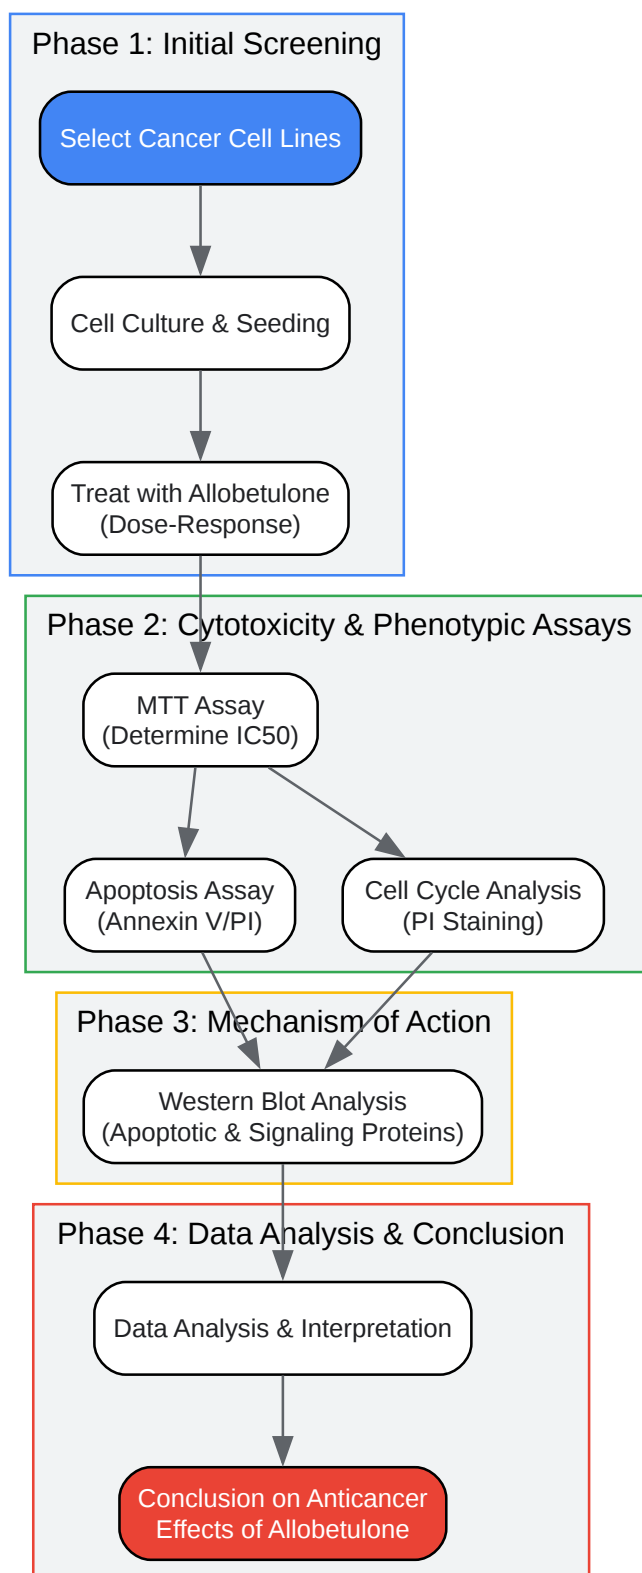 Phase 1: Initial Screening
Select Cancer Cell Lines
Cell Culture & Seeding
Treat with Allobetulone
(Dose-Response)
Phase 2: Cytotoxicity & Phenotypic Assays
MTT Assay
(Determine IC50)
Apoptosis Assay
(Annexin V/PI)
Cell Cycle Analysis
(PI Staining)
Phase 3: Mechanism of Action
Western Blot Analysis
(Apoptotic & Signaling Proteins)
Phase 4: Data Analysis & Conclusion
Data Analysis & Interpretation
Conclusion on Anticancer
Effects of Allobetulone